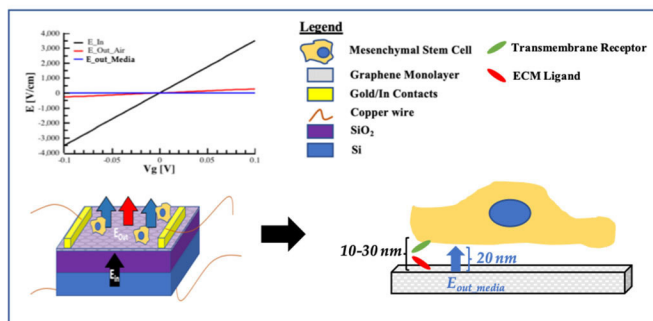 4,000
3,000
2,000
1,000
0
-1,000
-2,000
-3,000
-4,000
E [V/cm]
E_In
E_Out_Air
E_out_Media
-0.1
-0.05
0
0.05
0.1
Vg [V]
Legend
Mesenchymal Stem Cell
Graphene Monolayer
Gold/In Contacts
Copper wire
SiO2
Si
Transmembrane Receptor
ECM Ligand
EOut
EIn
10-30 nm
20 nm
Eout_media